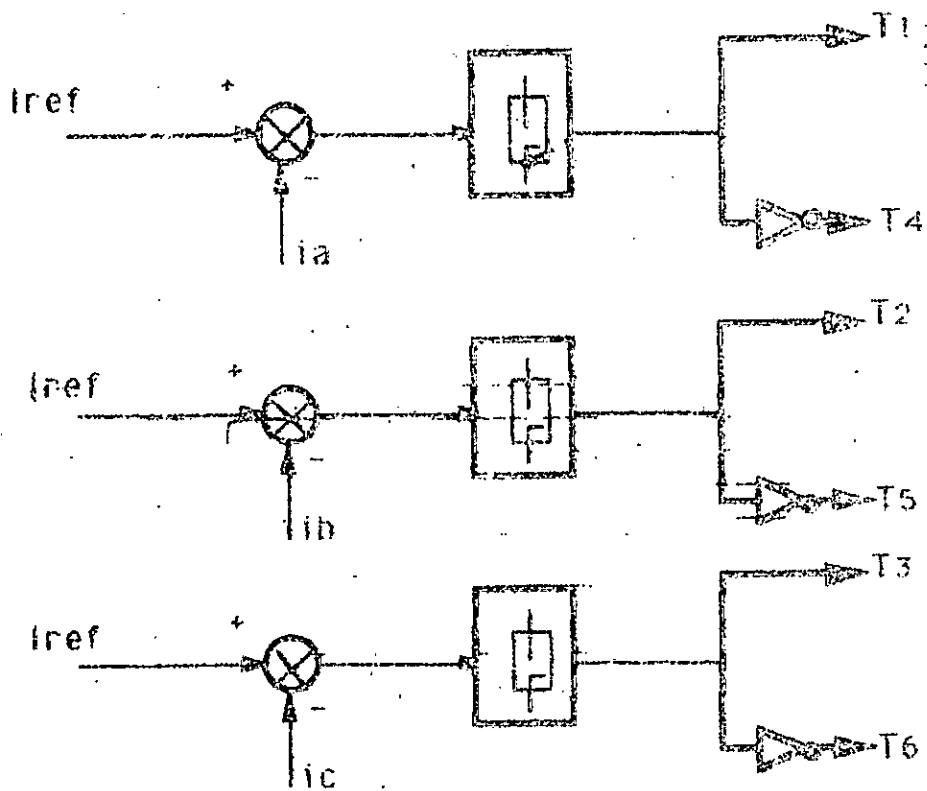 T1
+
Iref
-
ia
T4
T2
+
Iref
-
ib
T5
T3
+
Iref
-
ic
T6